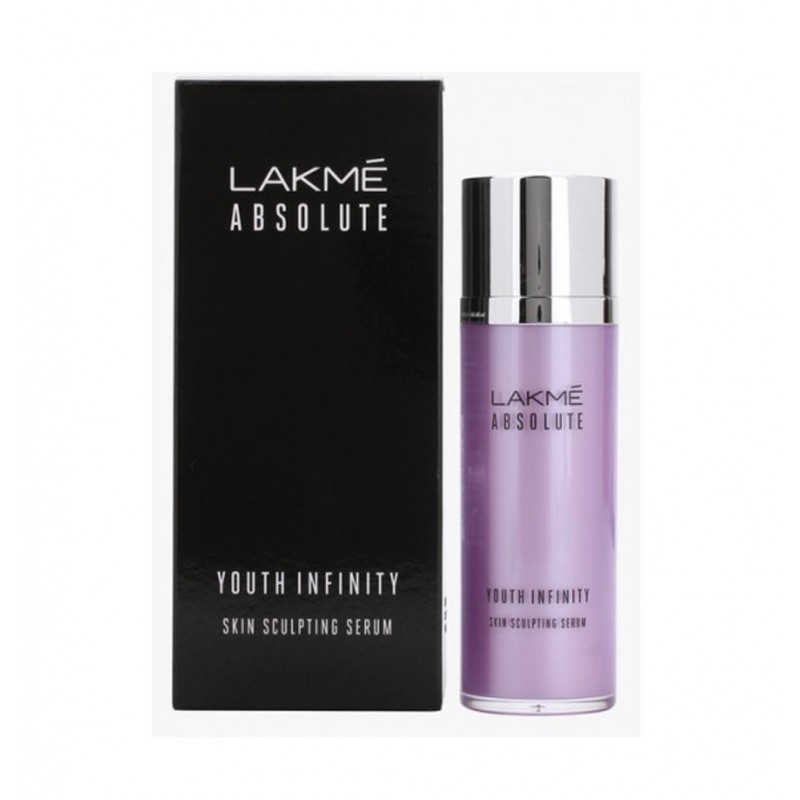 LAKMÉ
ABSOLUTE
YOUTH INFINITY
SKIN SCULPTING SERUM
LAKMÉ
ABSOLUTE
YOUTH INFINITY
SKIN SCULPTING SERUM